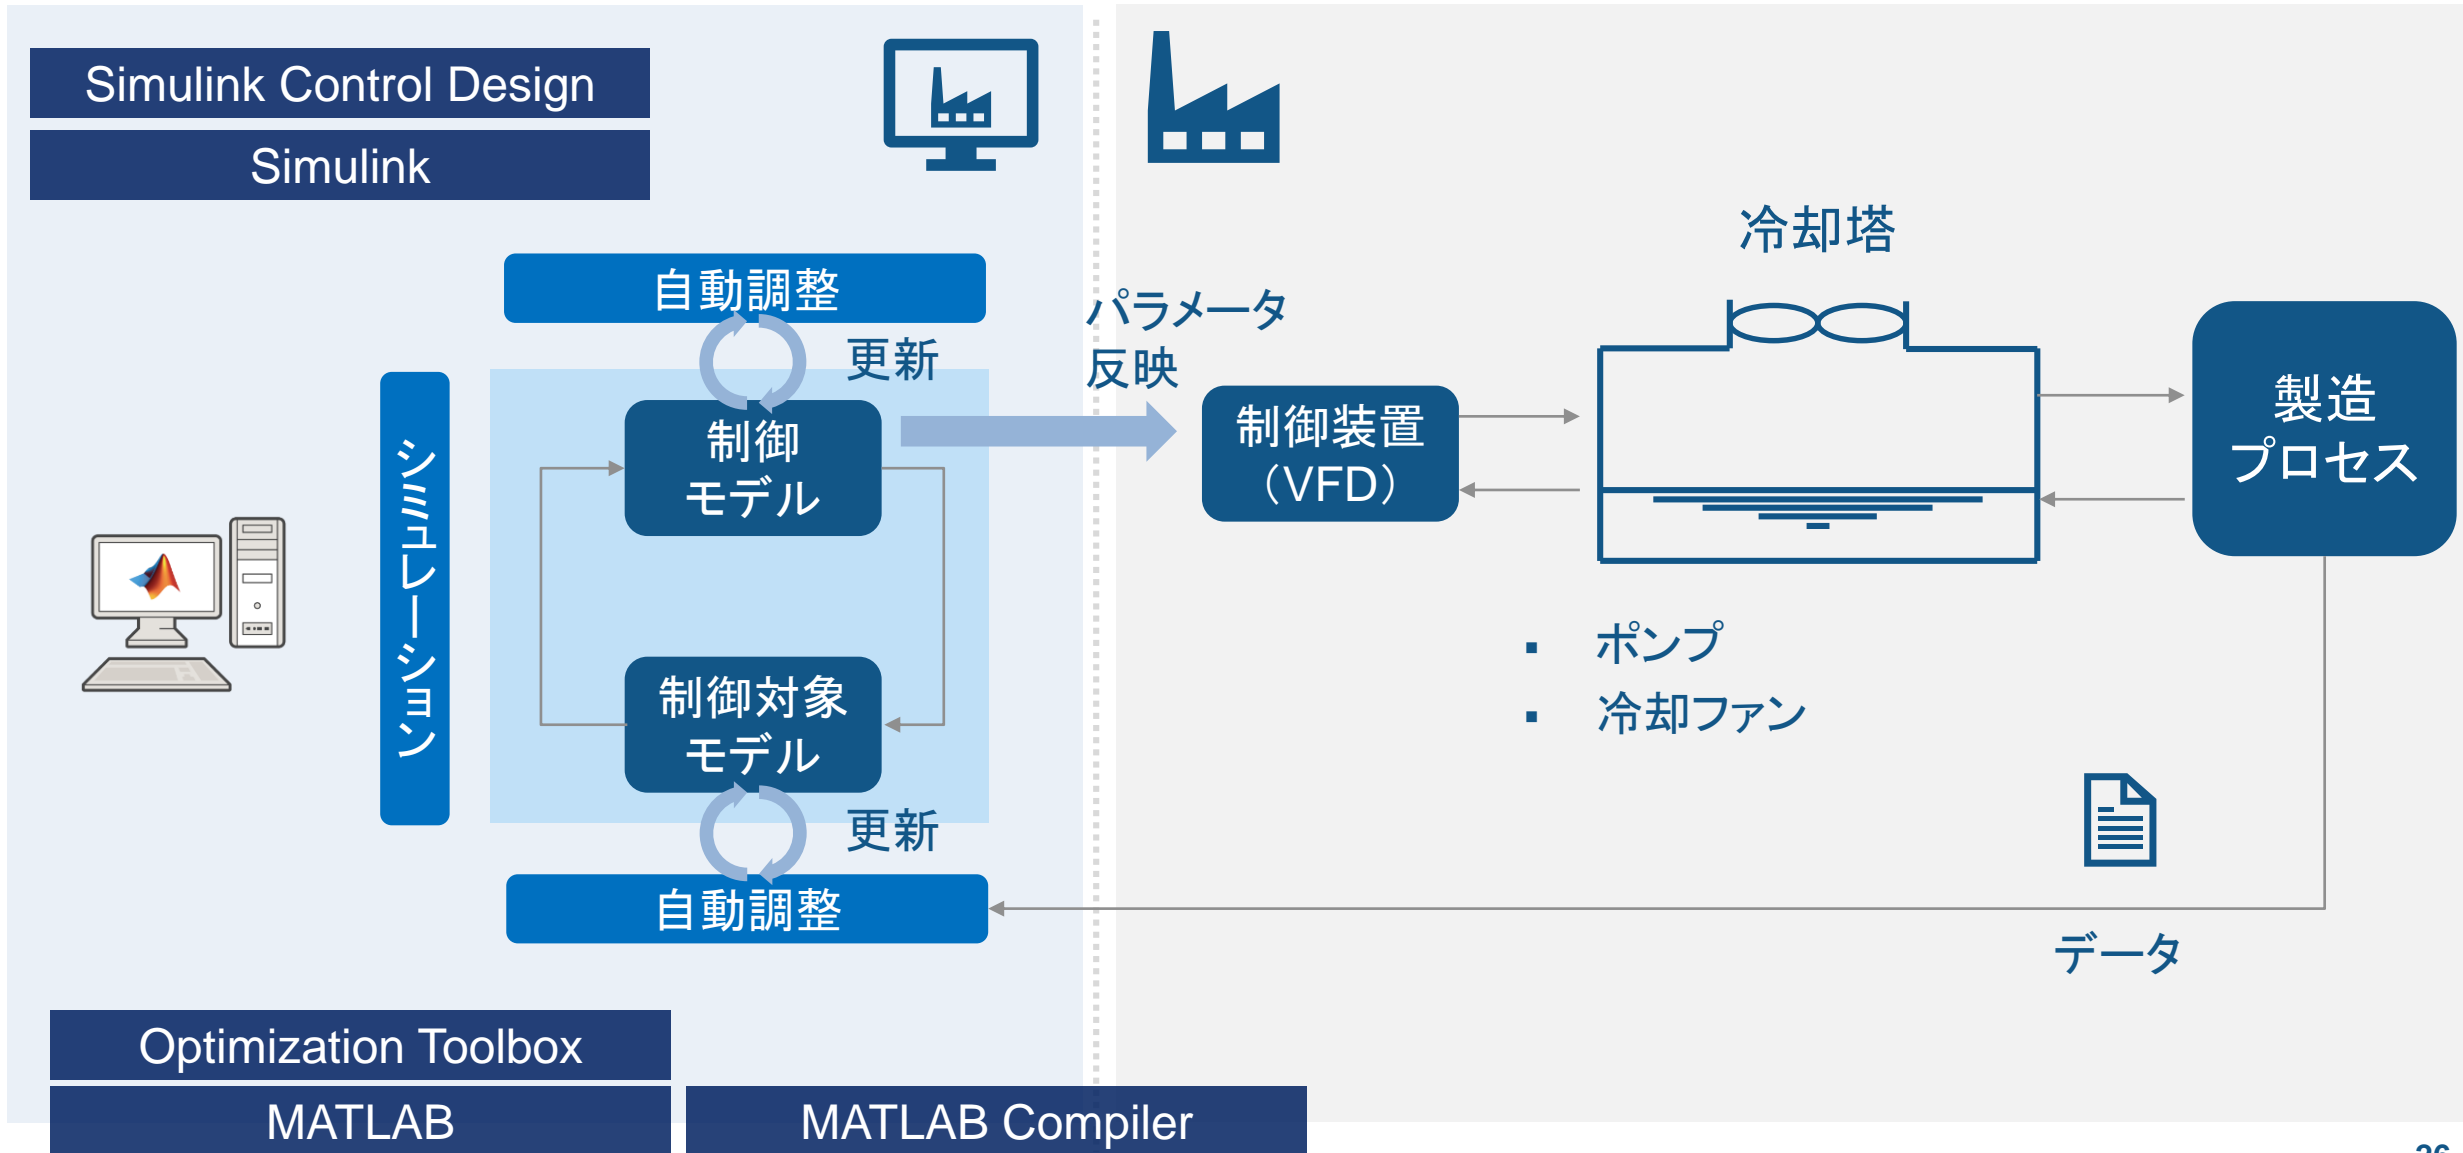 Simulink Control Design
Simulink
冷却塔
自動調整
更新
パラメータ
反映
シミュレーション
制御
モデル
制御装置
（VFD）
製造
プロセス
制御対象
モデル
▪ ポンプ
▪ 冷却ファン
更新
自動調整
データ
Optimization Toolbox
MATLAB
MATLAB Compiler